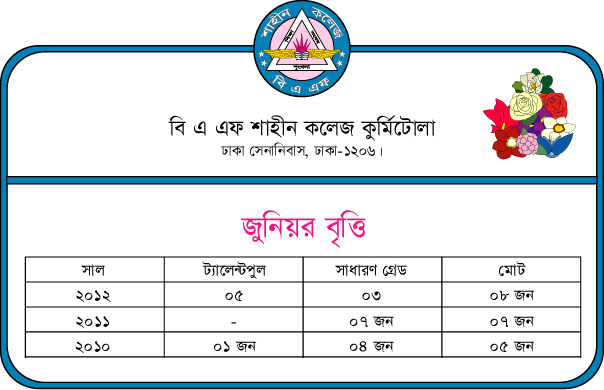 শাহীন কলেজ
বি এ এফ
বি এ এফ শাহীন কলেজ কুর্মিটোলা
ঢাকা সেনানিবাস, ঢাকা-১২০৬।
জুনিয়র বৃত্তি
সাল ট্যালেন্টপুল সাধারণ গ্রেড মোট
২০১২ ০৫ ০৩ ০৮ জন
২০১১ - ০৭ জন ০৭ জন
২০১০ ০১ জন ০৪ জন ০৫ জন